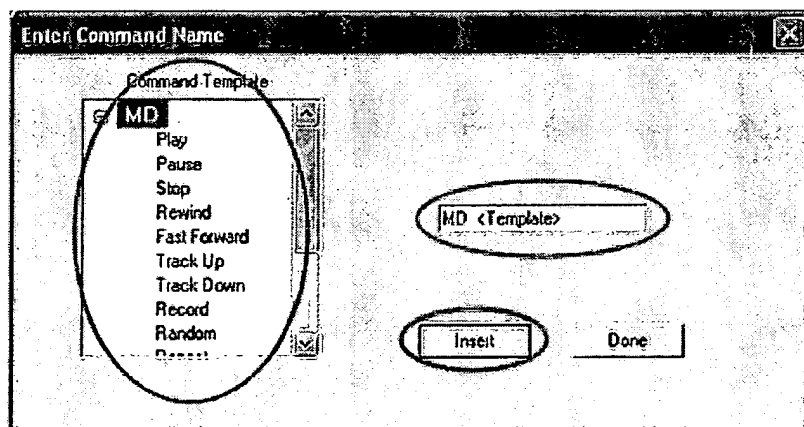 Enter Command Name
Command Template
MD
Play
Pause
Stop
Rewind
Fast Forward
Track Up
Track Down
Record
Random
MD <Template>
Insert
Done